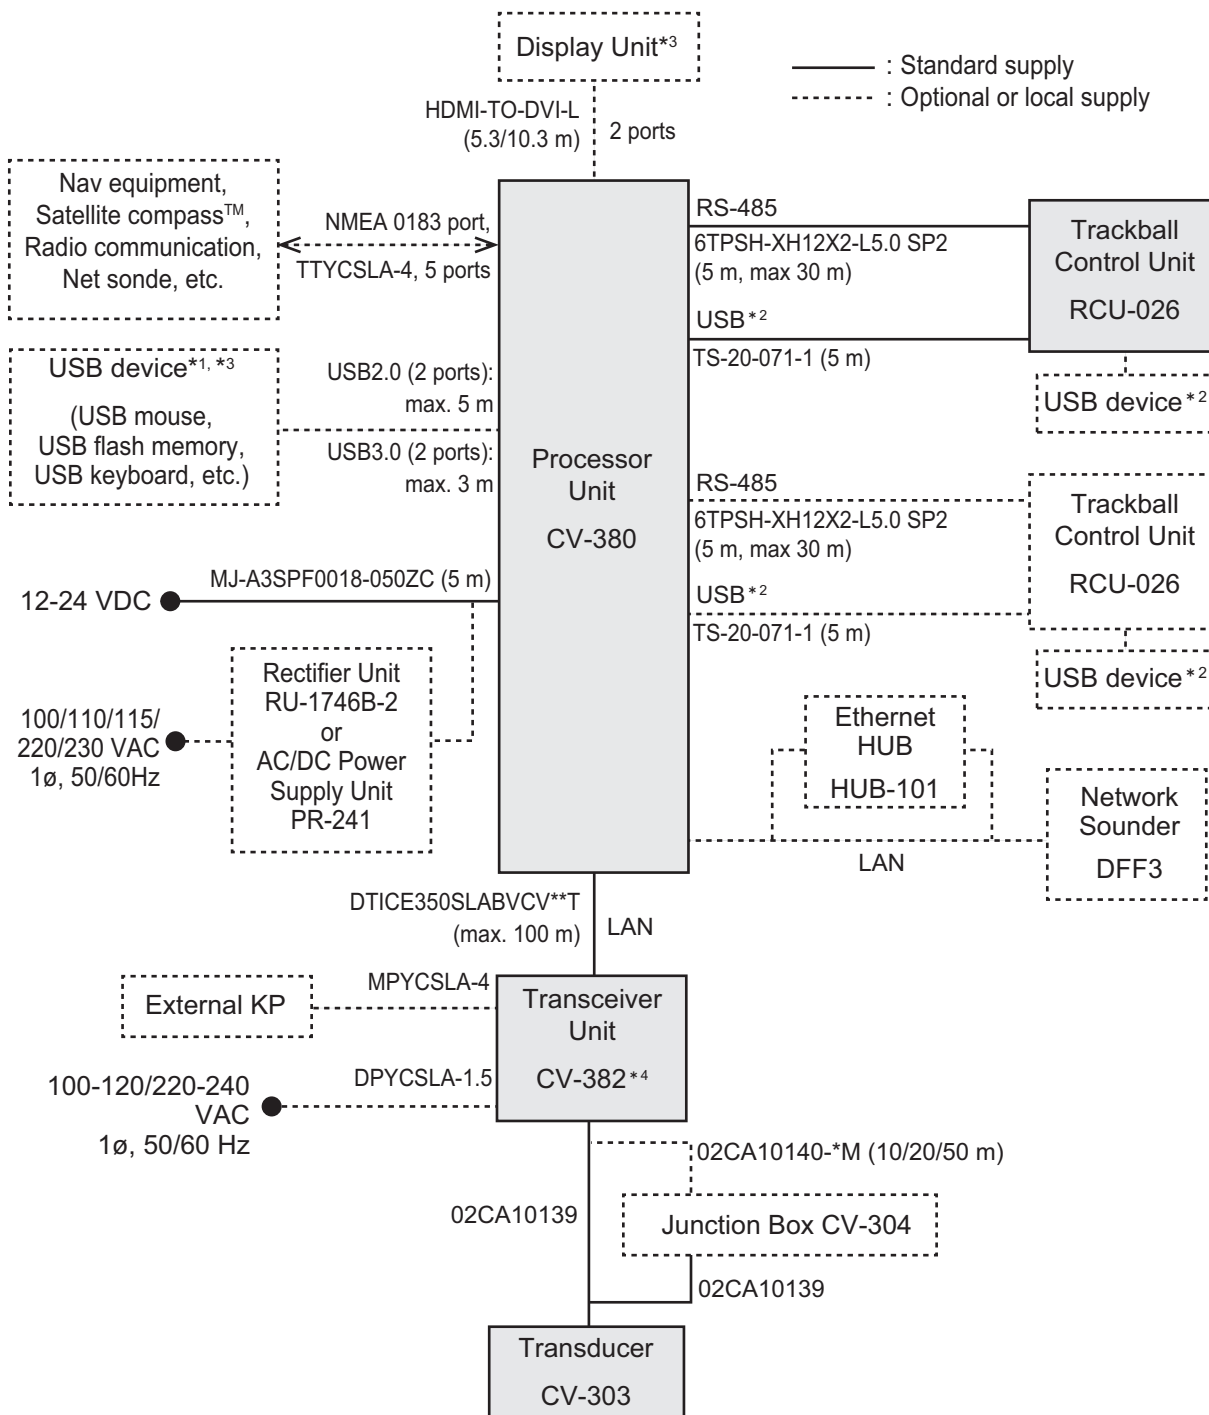 Display Unit*3
: Standard supply
: Optional or local supply
HDMI-TO-DVI-L
(5.3/10.3 m)
2 ports
Nav equipment,
Satellite compass™,
Radio communication,
Net sonde, etc.
NMEA 0183 port,
TTYCSLA-4, 5 ports
RS-485
6TPSH-XH12X2-L5.0 SP2
(5 m, max 30 m)
USB*2
TS-20-071-1 (5 m)
Trackball
Control Unit
RCU-026
USB device*2
USB device*1, *3
(USB mouse,
USB flash memory,
USB keyboard, etc.)
USB2.0 (2 ports):
max. 5 m
USB3.0 (2 ports):
max. 3 m
Processor
Unit
CV-380
RS-485
6TPSH-XH12X2-L5.0 SP2
(5 m, max 30 m)
USB*2
TS-20-071-1 (5 m)
Trackball
Control Unit
RCU-026
USB device*2
12-24 VDC
MJ-A3SPF0018-050ZC (5 m)
100/110/115/
220/230 VAC
1ø, 50/60Hz
Rectifier Unit
RU-1746B-2
or
AC/DC Power
Supply Unit
PR-241
Ethernet
HUB
HUB-101
LAN
Network
Sounder
DFF3
DTICE350SLABVCV**T
(max. 100 m)
LAN
External KP
MPYCSLA-4
Transceiver
Unit
CV-382*4
100-120/220-240
VAC
1ø, 50/60 Hz
DPYCSLA-1.5
02CA10140-*M (10/20/50 m)
02CA10139
Junction Box CV-304
02CA10139
Transducer
CV-303